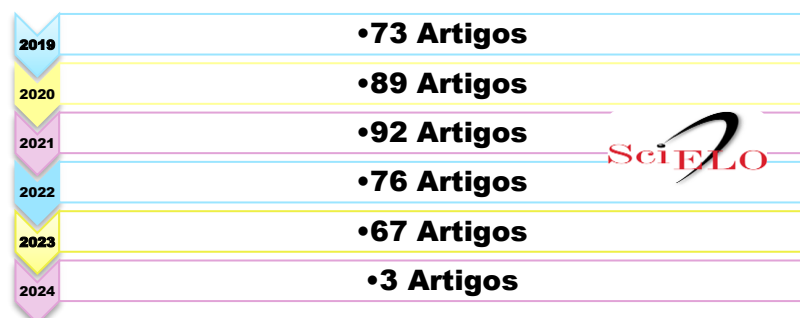 2019
•73 Artigos
2020
•89 Artigos
2021
•92 Artigos
SciELO
2022
•76 Artigos
2023
•67 Artigos
2024
•3 Artigos